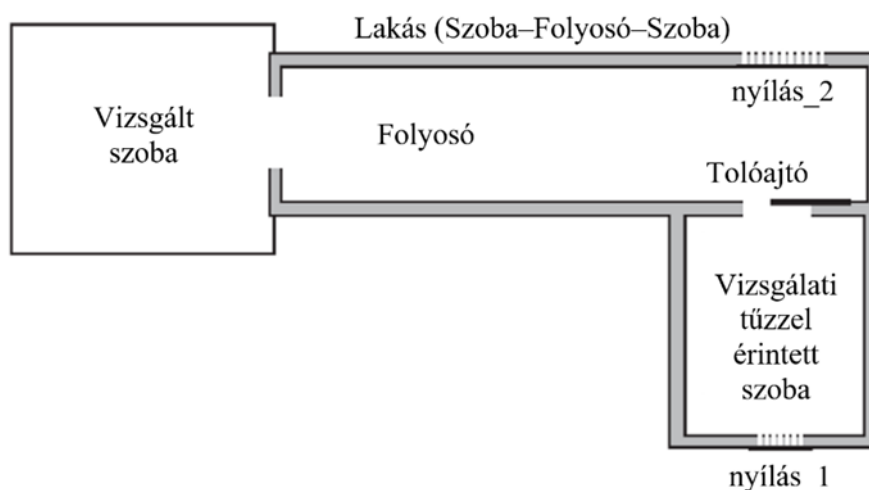 Lakás (Szoba–Folyosó–Szoba)
nyílás_2
Vizsgált
szoba
Folyosó
Tolóajtó
Vizsgálati
tűzzel
érintett
szoba
nyílás_1